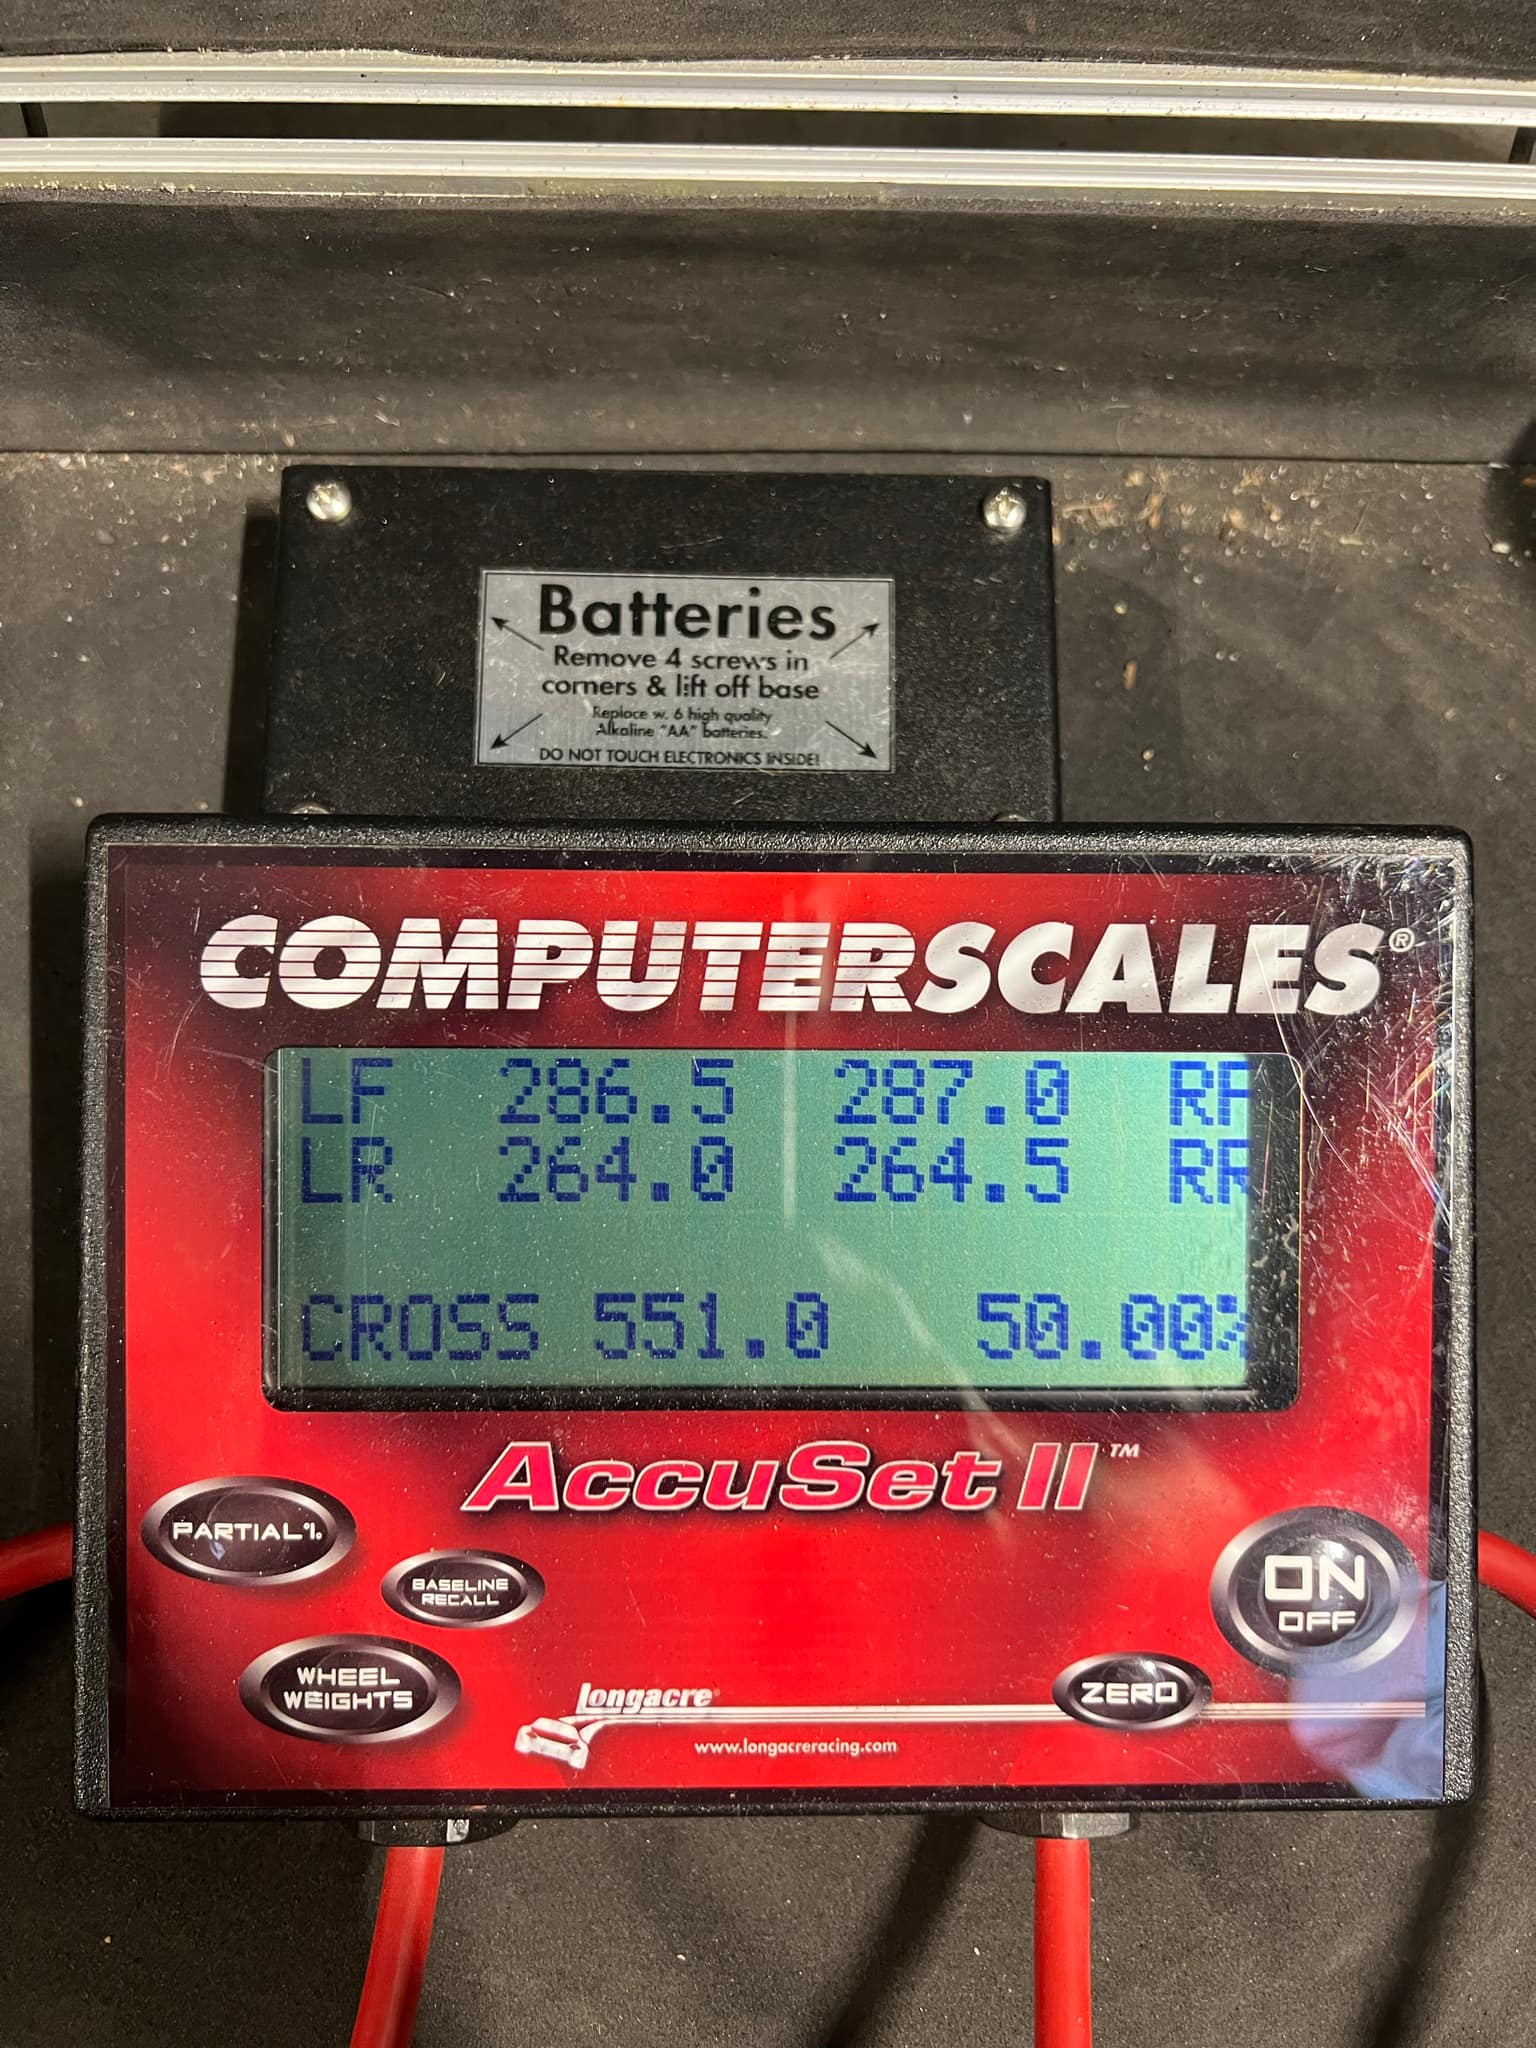 Batteries
Remove 4 screws in
corners & lift off base
Replace w. 6 high quality
Alkaline "AA" batteries.
DO NOT TOUCH ELECTRONICS INSIDE!
COMPUTERSCALES®
LF 286.5 287.0 RF
LR 264.0 264.5 RR
CROSS 551.0 50.00%
AccuSet II™
PARTIAL%
BASELINE
RECALL
ON
OFF
WHEEL
WEIGHTS
longacre®
ZERO
www.longacreracing.com